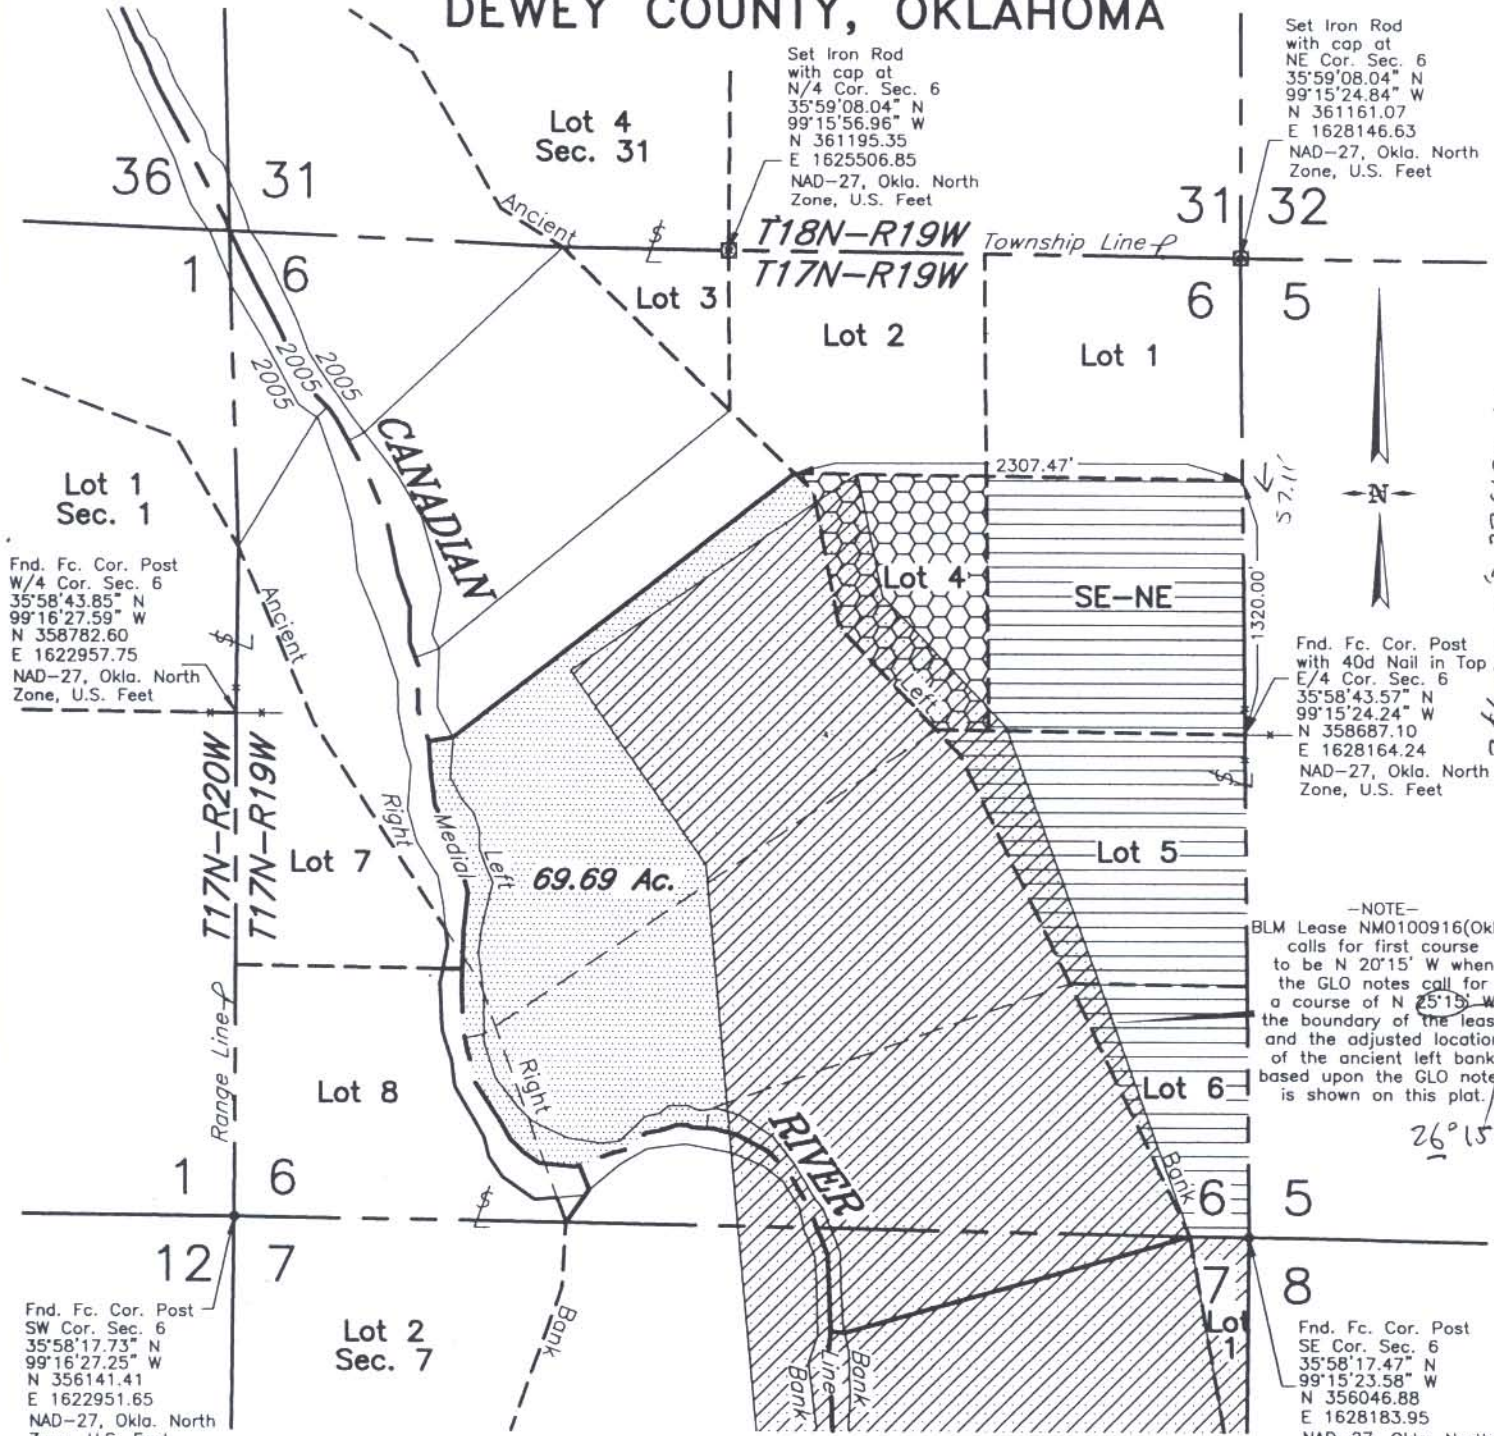 DEWEY COUNTY, OKLAHOMA
Set Iron Rod
with cap at
N/4 Cor. Sec. 6
35°59'08.04" N
99°15'56.96" W
N 361195.35
E 1625506.85
NAD-27, Okla. North
Zone, U.S. Feet
Set Iron Rod
with cap at
NE Cor. Sec. 6
35°59'08.04" N
99°15'24.84" W
N 361161.07
E 1628146.63
NAD-27, Okla. North
Zone, U.S. Feet
Lot 4
Sec. 31
36
31
31
32
Ancient
T18N-R19W
Township Line
T17N-R19W
1
6
6
5
Lot 3
Lot 2
Lot 1
2005
2005
2005
CANADIAN
2307.47'
57.11'
N
Lot 1
Sec. 1
Lot 4
SE-NE
1320.00'
Fnd. Fc. Cor. Post
W/4 Cor. Sec. 6
35°58'43.85" N
99°16'27.59" W
N 358782.60
E 1622957.75
NAD-27, Okla. North
Zone, U.S. Feet
Ancient
Left
Fnd. Fc. Cor. Post
with 40d Nail in Top
E/4 Cor. Sec. 6
35°58'43.57" N
99°15'24.24" W
N 358687.10
E 1628164.24
NAD-27, Okla. North
Zone, U.S. Feet
T17N-R20W
T17N-R19W
Right
Medial
Left
Lot 7
69.69 Ac.
Lot 5
-NOTE-
BLM Lease NM0100916(Okl
calls for first course
to be N 20°15' W when
the GLO notes call for
a course of N 25°15' W
the boundary of the leas
and the adjusted location
of the ancient left bank
based upon the GLO note
is shown on this plat.
26°15
Range Line
Lot 8
Right
Lot 6
RIVER
Bank
1
6
6
5
12
7
7
8
Lot
1
Fnd. Fc. Cor. Post
SW Cor. Sec. 6
35°58'17.73" N
99°16'27.25" W
N 356141.41
E 1622951.65
NAD-27, Okla. North
Lot 2
Sec. 7
Bank
Bank
Line
Bank
Fnd. Fc. Cor. Post
SE Cor. Sec. 6
35°58'17.47" N
99°15'23.58" W
N 356046.88
E 1628183.95
NAD-27, Okla. North